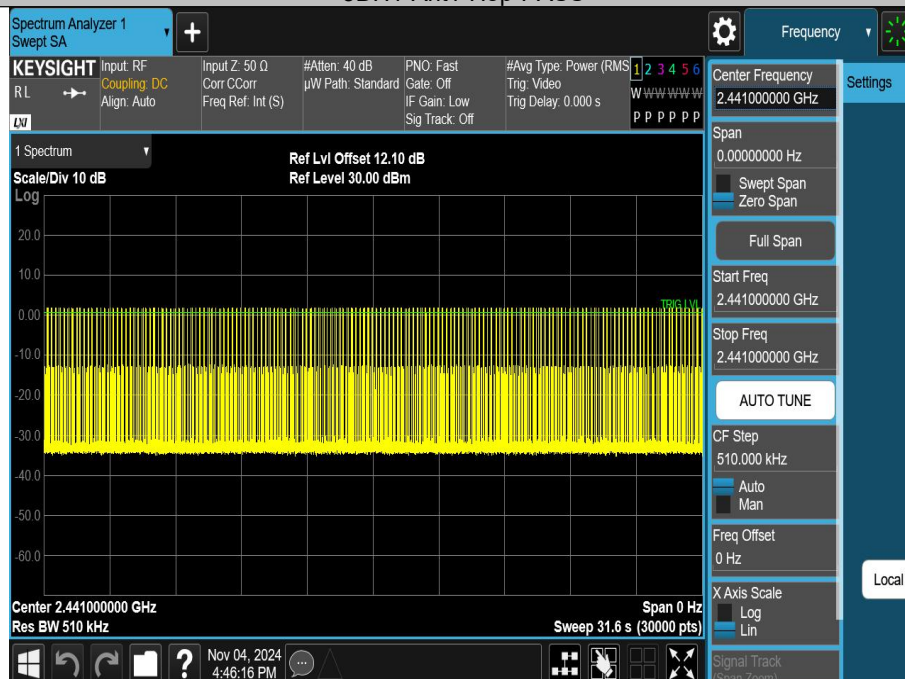 Spectrum Analyzer 1
Swept SA
+
Frequency
KEYSIGHT
RL
LXI
Input: RF
Coupling: DC
Align: Auto
Input Z: 50 Ω
Corr CCorr
Freq Ref: Int (S)
#Atten: 40 dB
µW Path: Standard
PNO: Fast
Gate: Off
IF Gain: Low
Sig Track: Off
#Avg Type: Power (RMS
Trig: Video
Trig Delay: 0.000 s
1 2 3 4 5 6
W W W W W W
P P P P P P
Center Frequency
2.441000000 GHz
Settings
Span
0.00000000 Hz
Swept Span
Zero Span
Full Span
Start Freq
2.441000000 GHz
Stop Freq
2.441000000 GHz
AUTO TUNE
CF Step
510.000 kHz
Auto
Man
Freq Offset
0 Hz
X Axis Scale
Log
Lin
Signal Track
(Span Zoom)
Local
1 Spectrum
Scale/Div 10 dB
Log
Ref Lvl Offset 12.10 dB
Ref Level 30.00 dBm
20.0
10.0
0.00
-10.0
-20.0
-30.0
-40.0
-50.0
-60.0
TRIG LVL
Center 2.441000000 GHz
Res BW 510 kHz
Span 0 Hz
Sweep 31.6 s (30000 pts)
?
Nov 04, 2024
4:46:16 PM